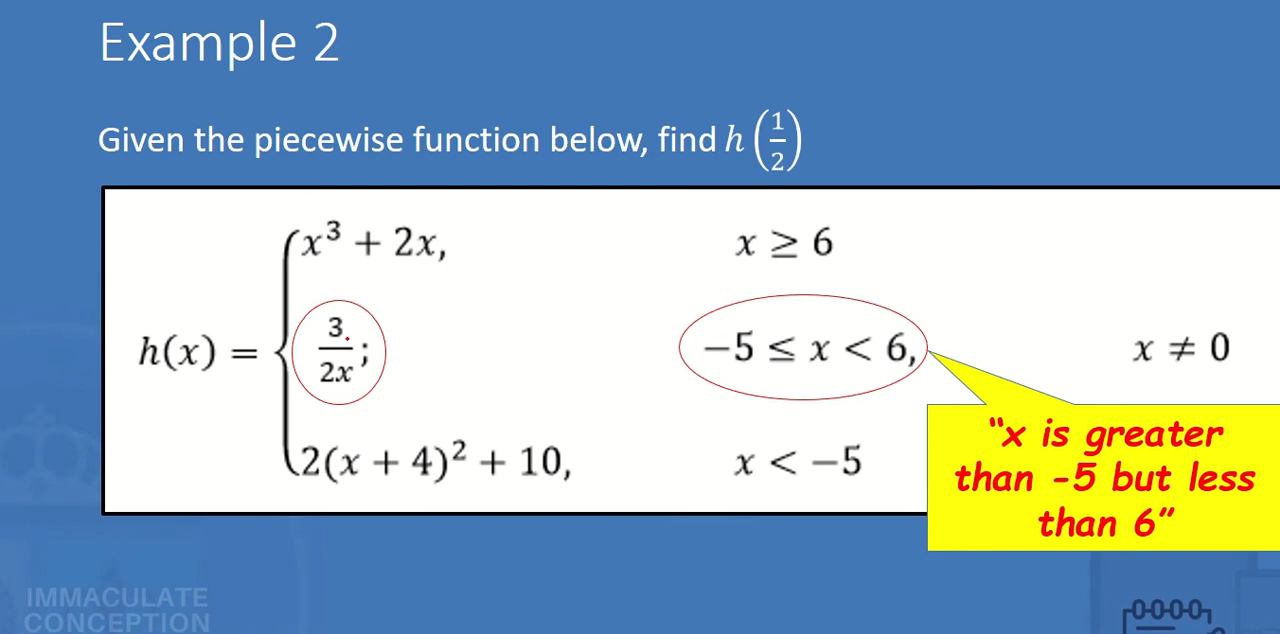 Example 2
Given the piecewise function below, find h(1/2)
x³ + 2x, x ≥ 6
h(x) = { 3/2x; −5 ≤ x < 6, x ≠ 0
2(x + 4)² + 10, x < −5
"x is greater
than -5 but less
than 6"
IMMACULATE
CONCEPTION